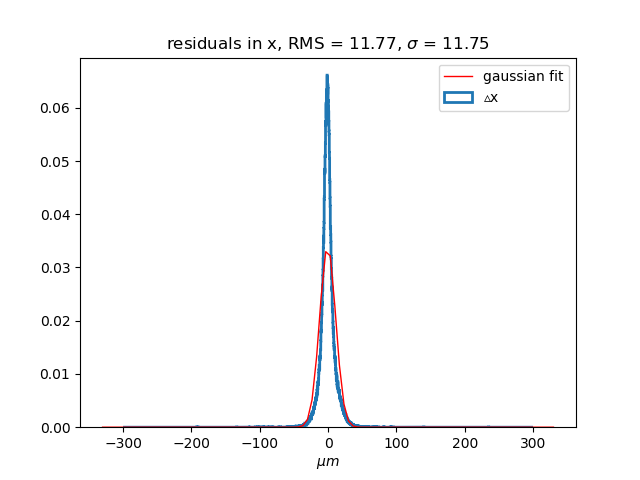 residuals in x, RMS = 11.77, σ = 11.75
gaussian fit
△x
0.06
0.05
0.04
0.03
0.02
0.01
0.00
−300 −200 −100 0 100 200 300
μm